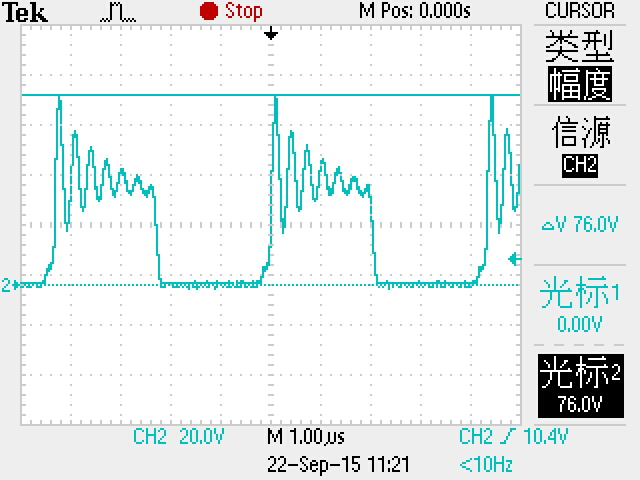 Tek Stop M Pos: 0.000s CURSOR
类型
幅度
信源
CH2
△V 76.0V
2
光标1
0.00V
光标2
76.0V
CH2 20.0V M 1.00µs CH2 10.4V
22-Sep-15 11:21 <10Hz